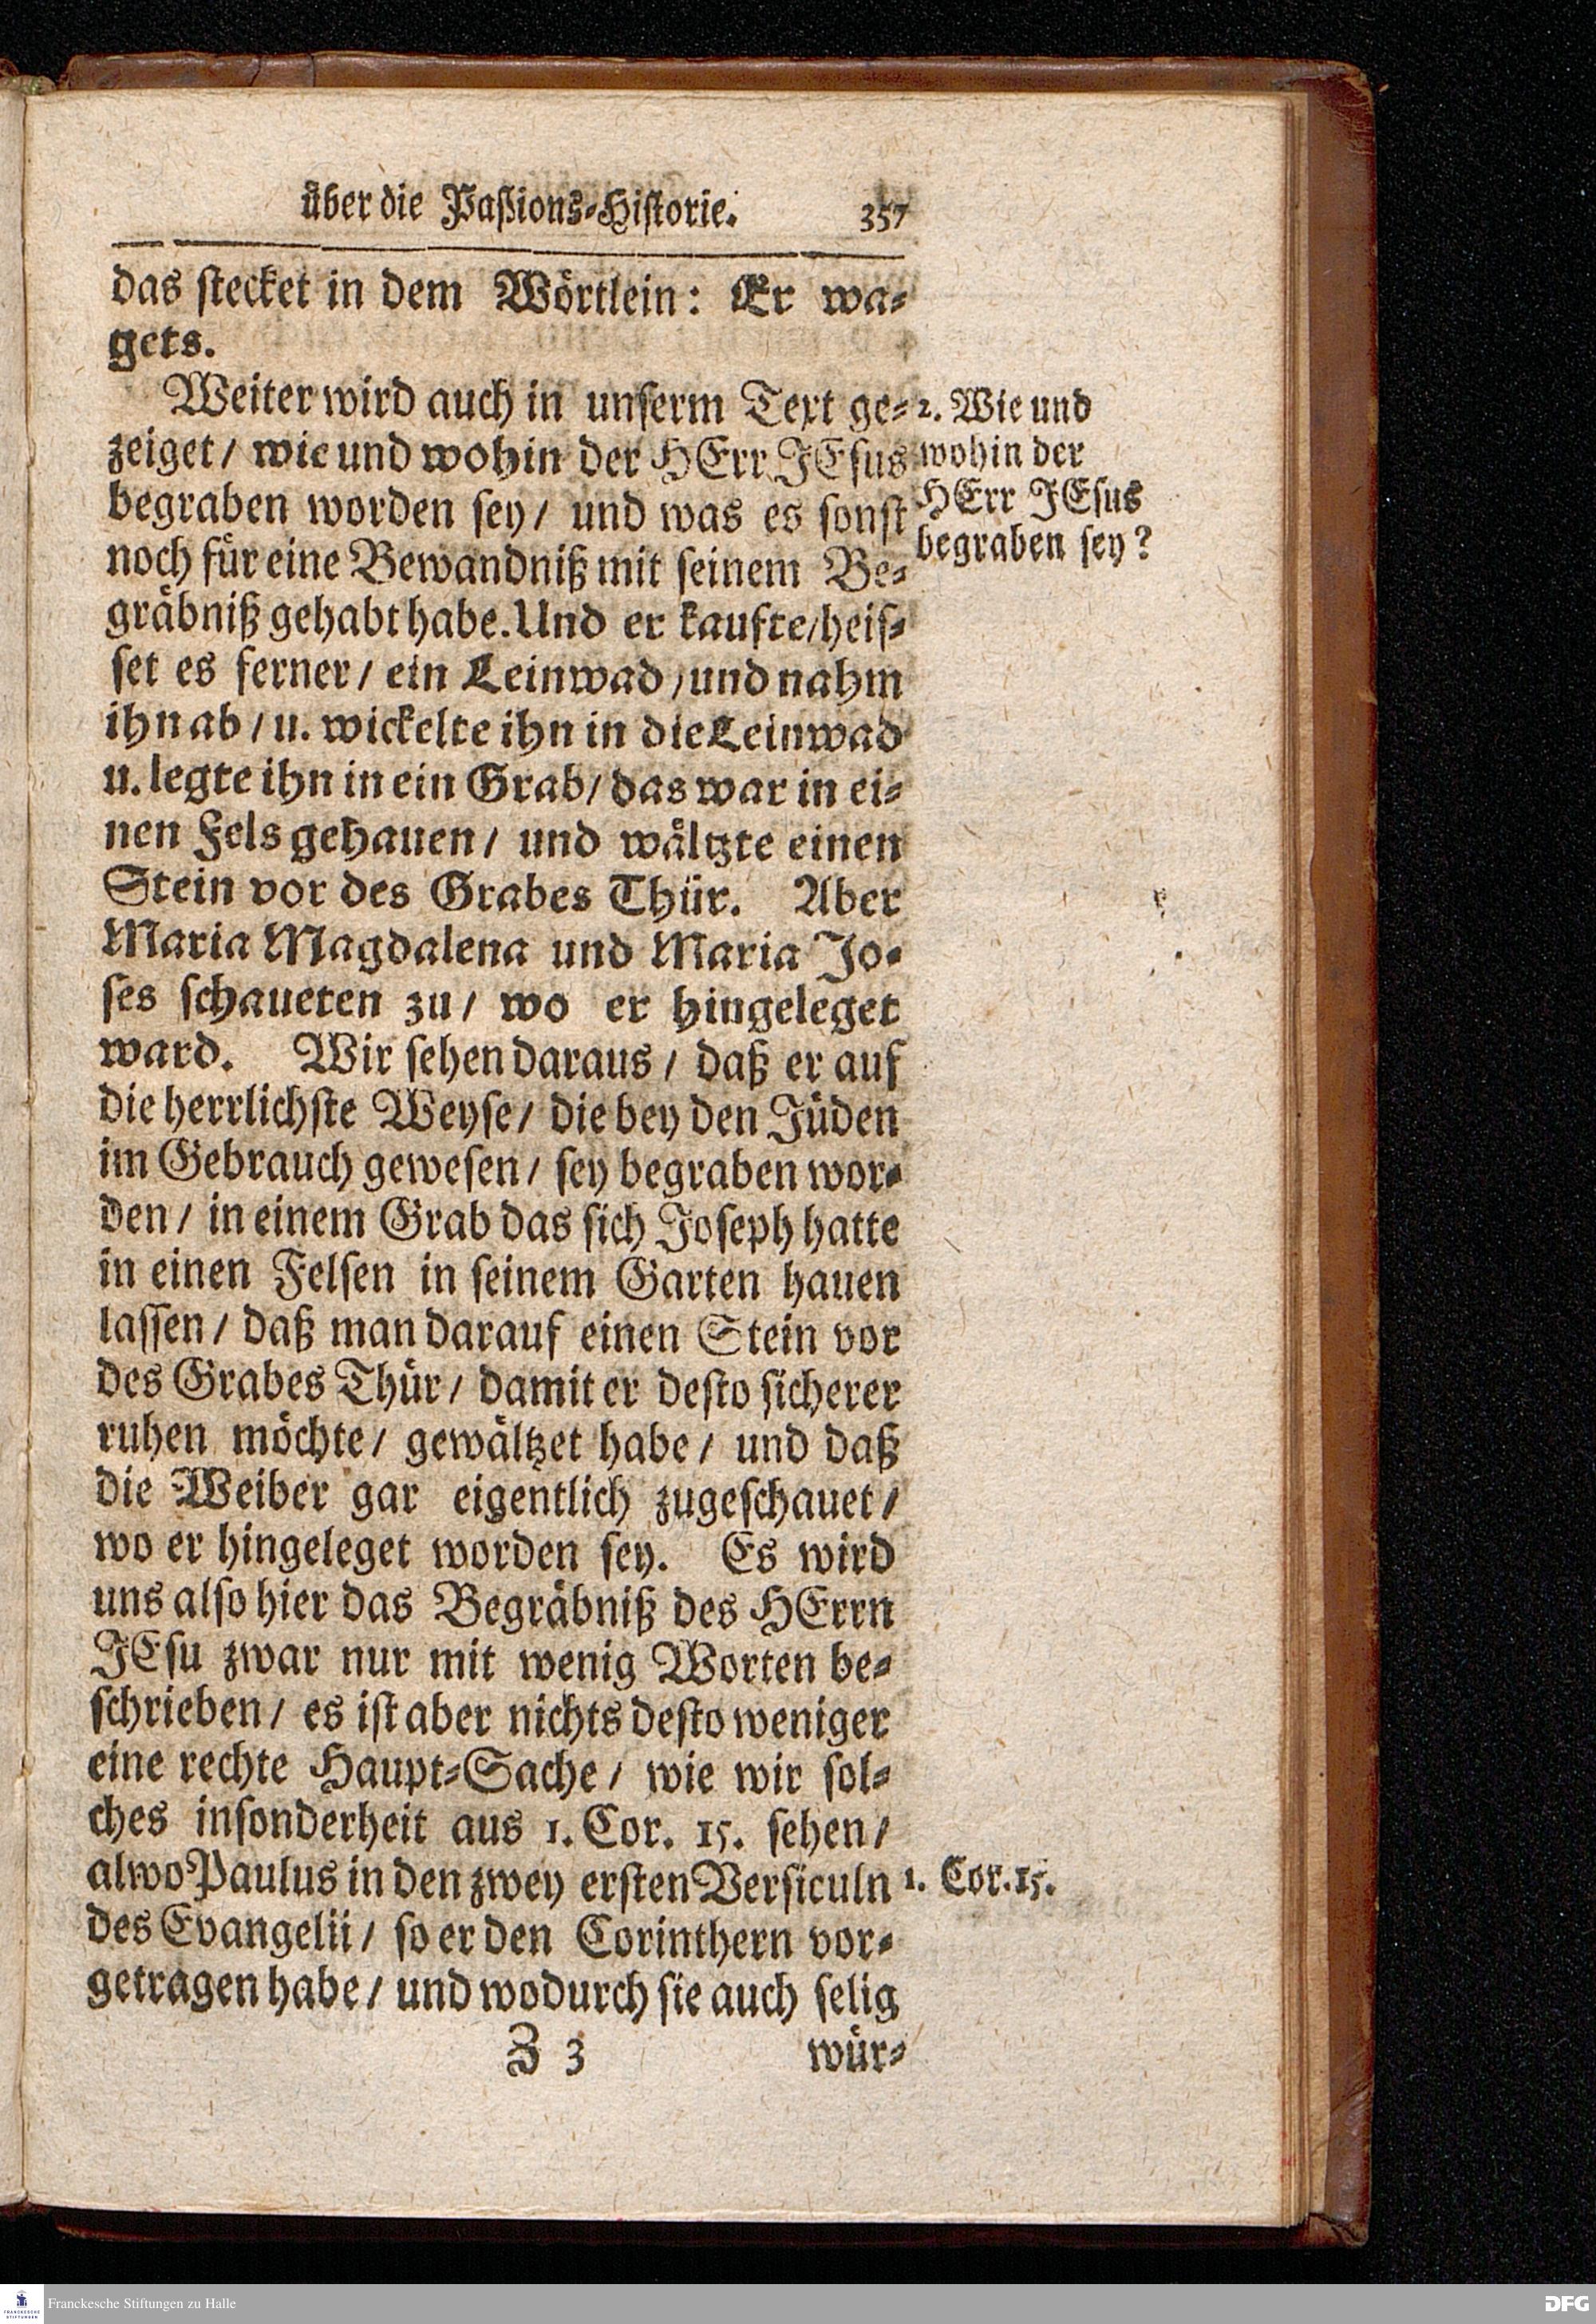 über die Paßions-Historie. 357
das stecket in dem Wörtlein: Er wa-
gets.
Weiter wird auch in unserm Text ge-
zeiget/ wie und wohin der HErr JEsus
begraben worden sey/ und was es sonst
noch für eine Bewandniß mit seinem Be-
gräbniß gehabt habe. Und er kaufte/heis-
set es ferner/ ein Leinwad/und nahm
ihn ab/u. wickelte ihn in die Leinwad
u. legte ihn in ein Grab/ das war in ei-
nen Fels gehauen/ und wältzte einen
Stein vor des Grabes Thür. Aber
Maria Magdalena und Maria Jo-
ses schaueten zu/ wo er hingeleget
ward. Wir sehen daraus/ daß er auf
die herrlichste Weyse/ die bey den Jüden
im Gebrauch gewesen/ sey begraben wor-
den/ in einem Grab das sich Joseph hatte
in einen Felsen in seinem Garten hauen
lassen/ daß man darauf einen Stein vor
des Grabes Thür/ damit er desto sicherer
ruhen möchte/ gewältzet habe/ und daß
die Weiber gar eigentlich zugeschauet/
wo er hingeleget worden sey. Es wird
uns also hier das Begräbniß des HErrn
JEsu zwar nur mit wenig Worten be-
schrieben/ es ist aber nichts desto weniger
eine rechte Haupt-Sache/ wie wir sol-
ches insonderheit aus 1. Cor. 15. sehen/
alwo Paulus in den zwey ersten Versiculn
des Evangelii/ so er den Corinthern vor-
getragen habe/ und wodurch sie auch selig
Z 3 wür-
2. Wie und
wohin der
HErr JEsus
begraben sey?
1. Cor. 15.
Franckesche Stiftungen zu Halle
FRANCKESCHE
STIFTUNGEN
DFG